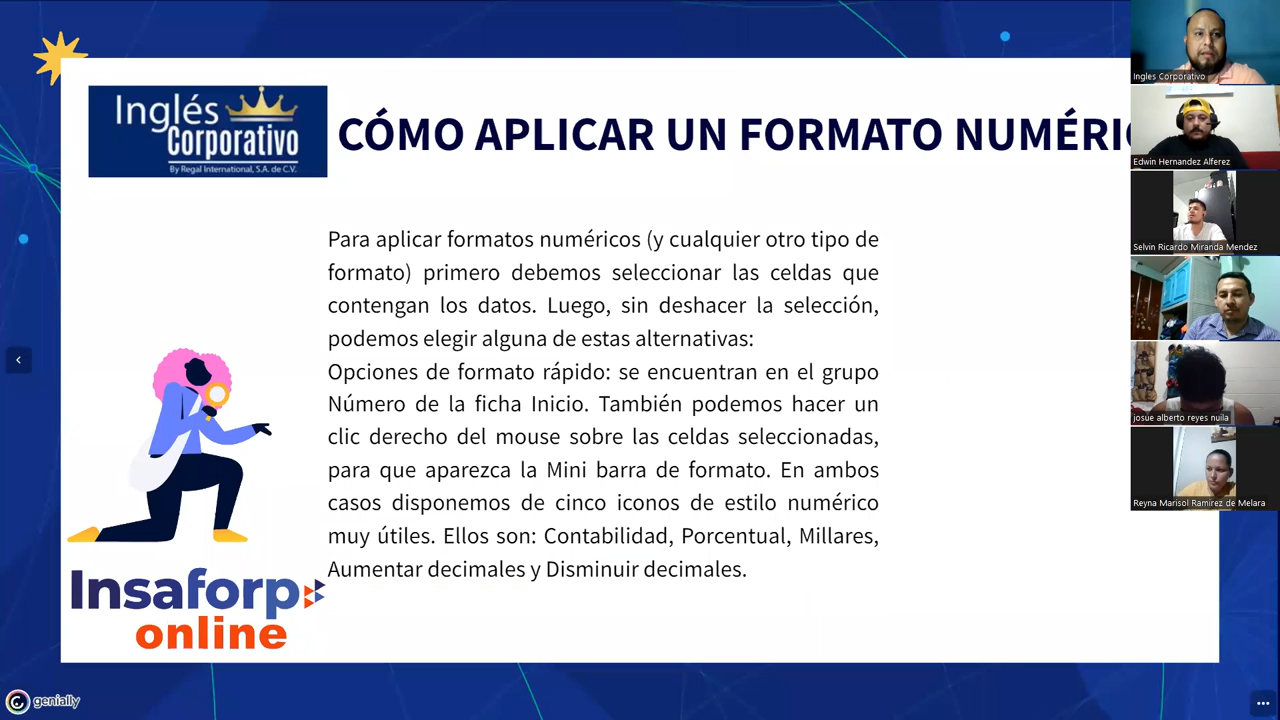 Inglés
Corporativo
By Regal International, S.A. de C.V.
CÓMO APLICAR UN FORMATO NUMÉRI
Para aplicar formatos numéricos (y cualquier otro tipo de
formato) primero debemos seleccionar las celdas que
contengan los datos. Luego, sin deshacer la selección,
podemos elegir alguna de estas alternativas:
Opciones de formato rápido: se encuentran en el grupo
Número de la ficha Inicio. También podemos hacer un
clic derecho del mouse sobre las celdas seleccionadas,
para que aparezca la Mini barra de formato. En ambos
casos disponemos de cinco iconos de estilo numérico
muy útiles. Ellos son: Contabilidad, Porcentual, Millares,
Aumentar decimales y Disminuir decimales.
Insaforp
online
genially
Ingles Corporativo
Edwin Hernandez Alferez
Selvin Ricardo Miranda Mendez
josue alberto reyes nuila
Reyna Marisol Ramirez de Melara